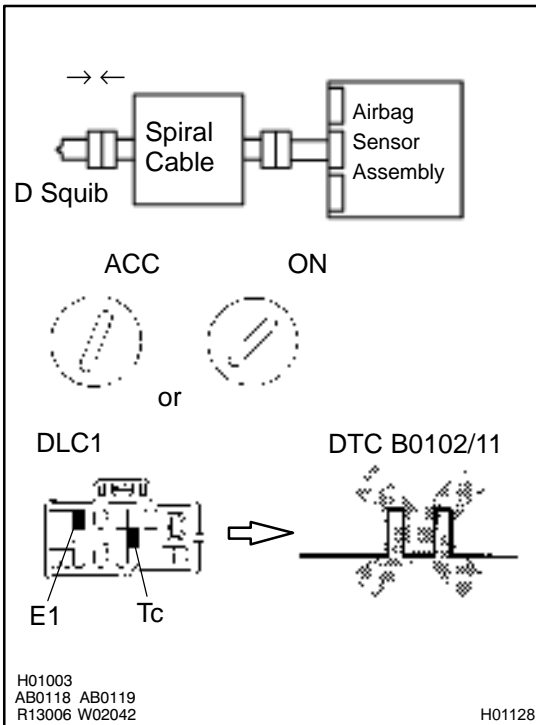 Spiral
Cable
Airbag
Sensor
Assembly
D Squib
ACC
ON
or
DLC1
DTC B0102/11
E1
Tc
H01003
AB0118 AB0119
R13006 W02042
H01128